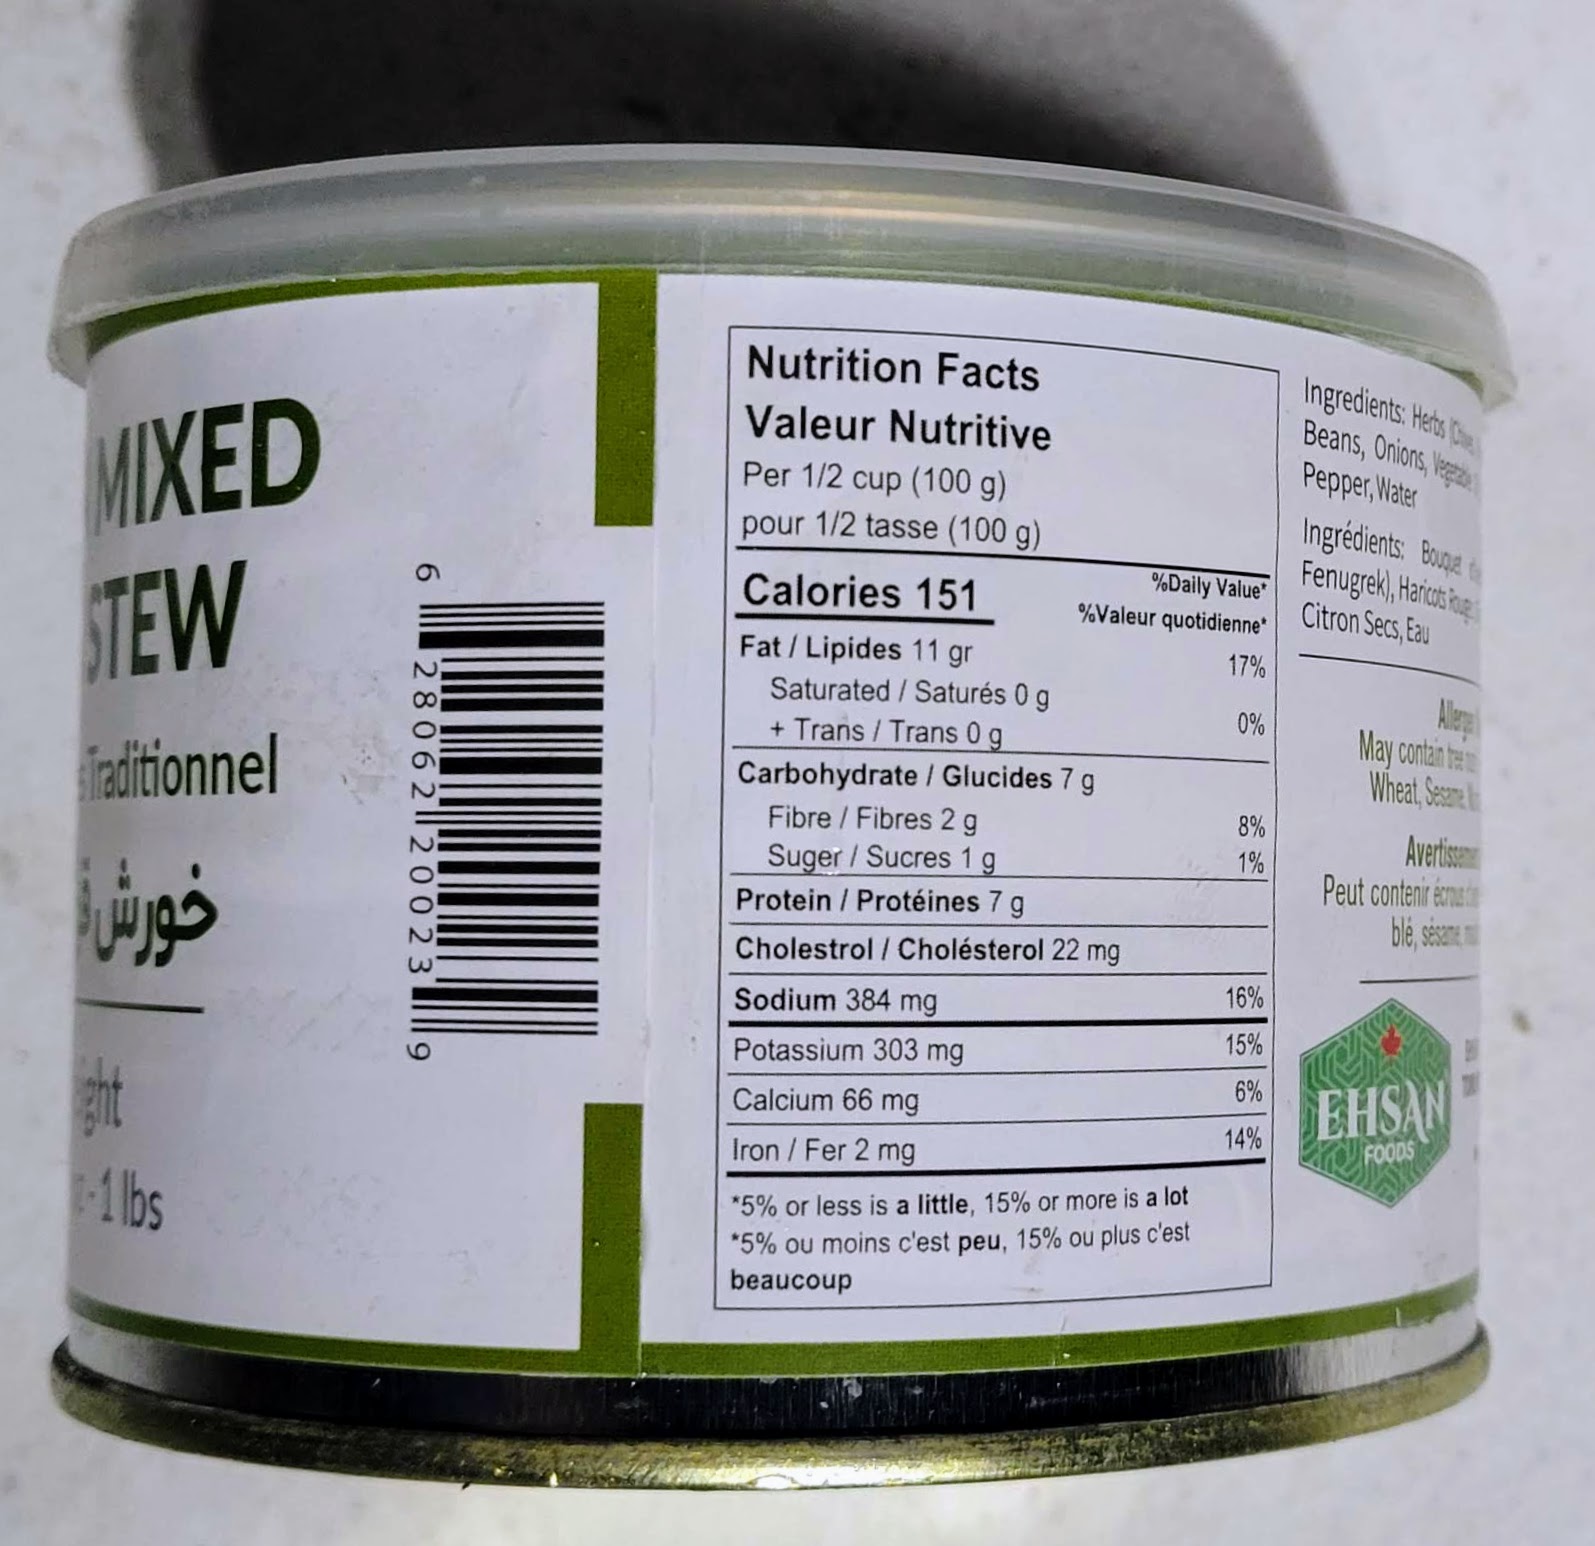 MIXED
STEW
Traditionnel
خورش
1 lbs
6 28062 20023 9
Nutrition Facts
Valeur Nutritive
Per 1/2 cup (100 g)
pour 1/2 tasse (100 g)
Calories 151
%Daily Value*
%Valeur quotidienne*
Fat / Lipides 11 gr 17%
Saturated / Saturés 0 g
+ Trans / Trans 0 g 0%
Carbohydrate / Glucides 7 g
Fibre / Fibres 2 g 8%
Suger / Sucres 1 g 1%
Protein / Protéines 7 g
Cholestrol / Cholésterol 22 mg
Sodium 384 mg 16%
Potassium 303 mg 15%
Calcium 66 mg 6%
Iron / Fer 2 mg 14%
*5% or less is a little, 15% or more is a lot
*5% ou moins c'est peu, 15% ou plus c'est
beaucoup
Ingredients: Herbs
Beans, Onions, Vegetable
Pepper, Water
Ingrédients: Bouquet
Fenugrek), Haricots Rouges
Citron Secs, Eau
May contain tree
Wheat, Sesame,
Peut contenir écrous
blé, sésame,
EHSAN
FOODS